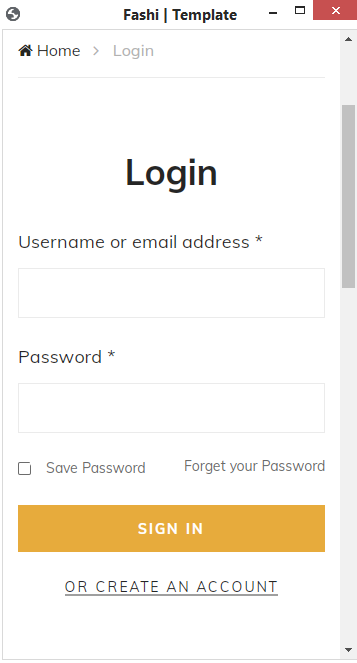 Fashi | Template
Home > Login
Login
Username or email address *
Password *
Save Password Forget your Password
SIGN IN
OR CREATE AN ACCOUNT